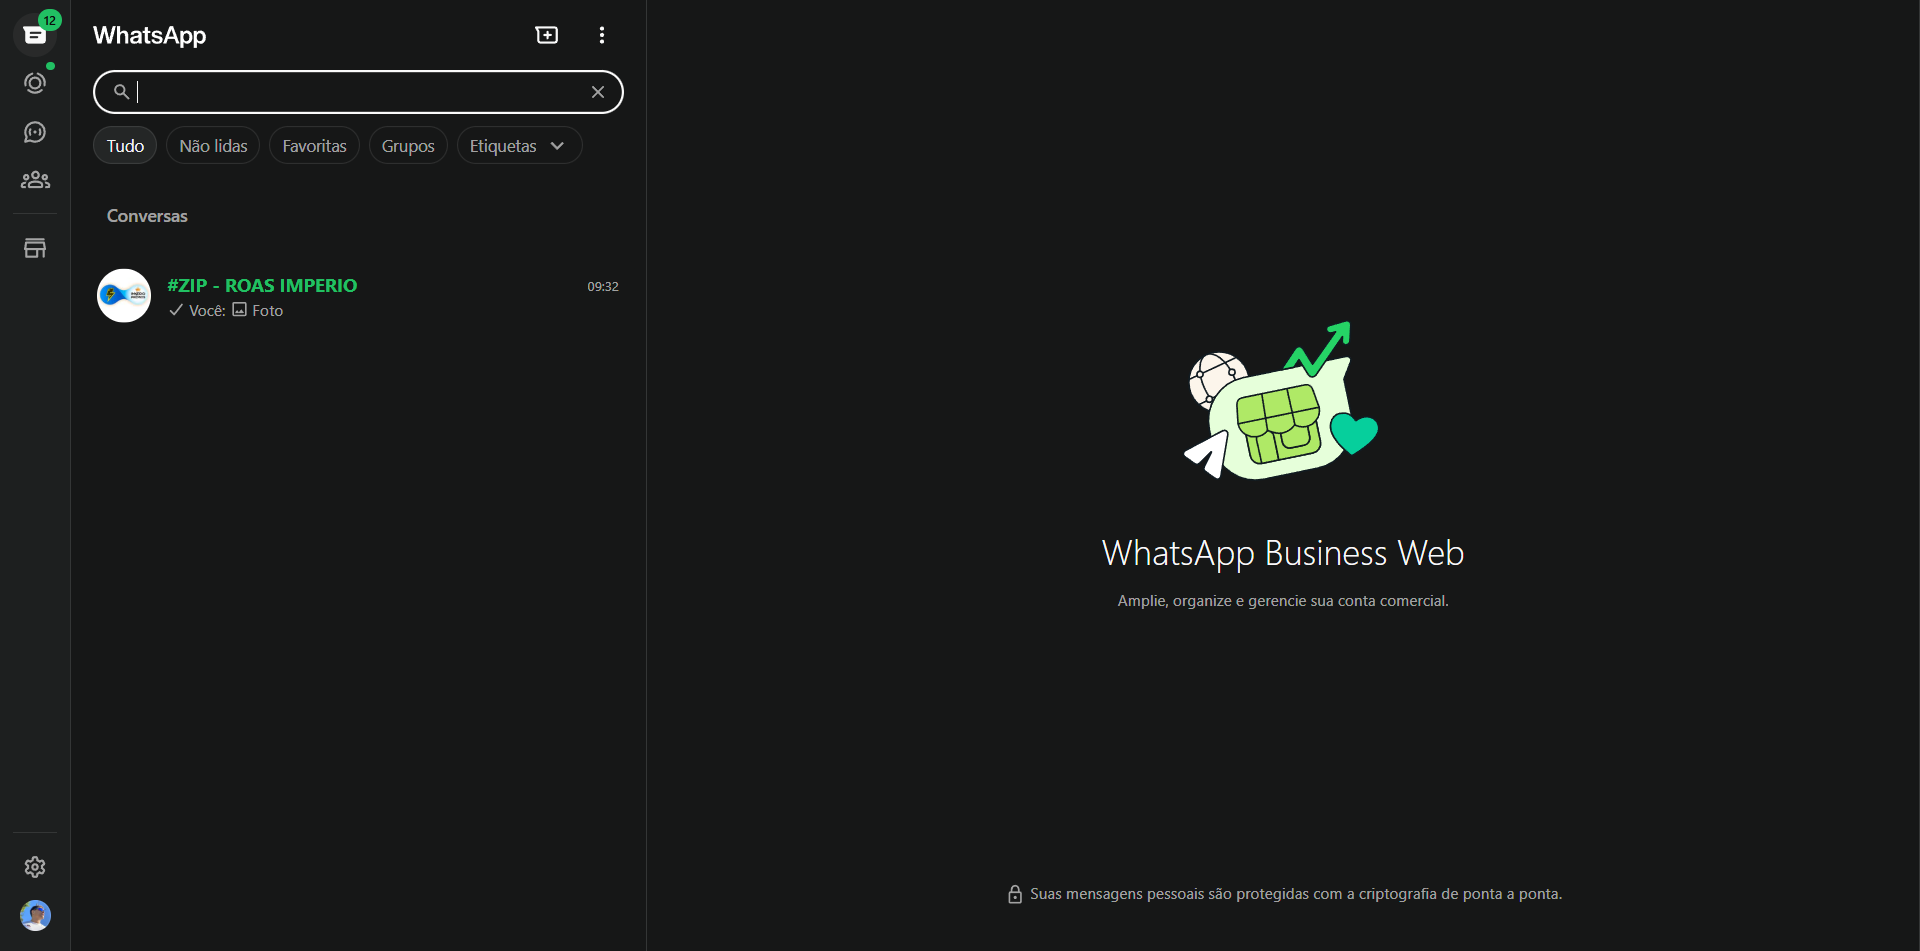 12
WhatsApp
Tudo
Não lidas
Favoritas
Grupos
Etiquetas
Conversas
#ZIP - ROAS IMPERIO
09:32
Você: Foto
WhatsApp Business Web
Amplie, organize e gerencie sua conta comercial.
Suas mensagens pessoais são protegidas com a criptografia de ponta a ponta.